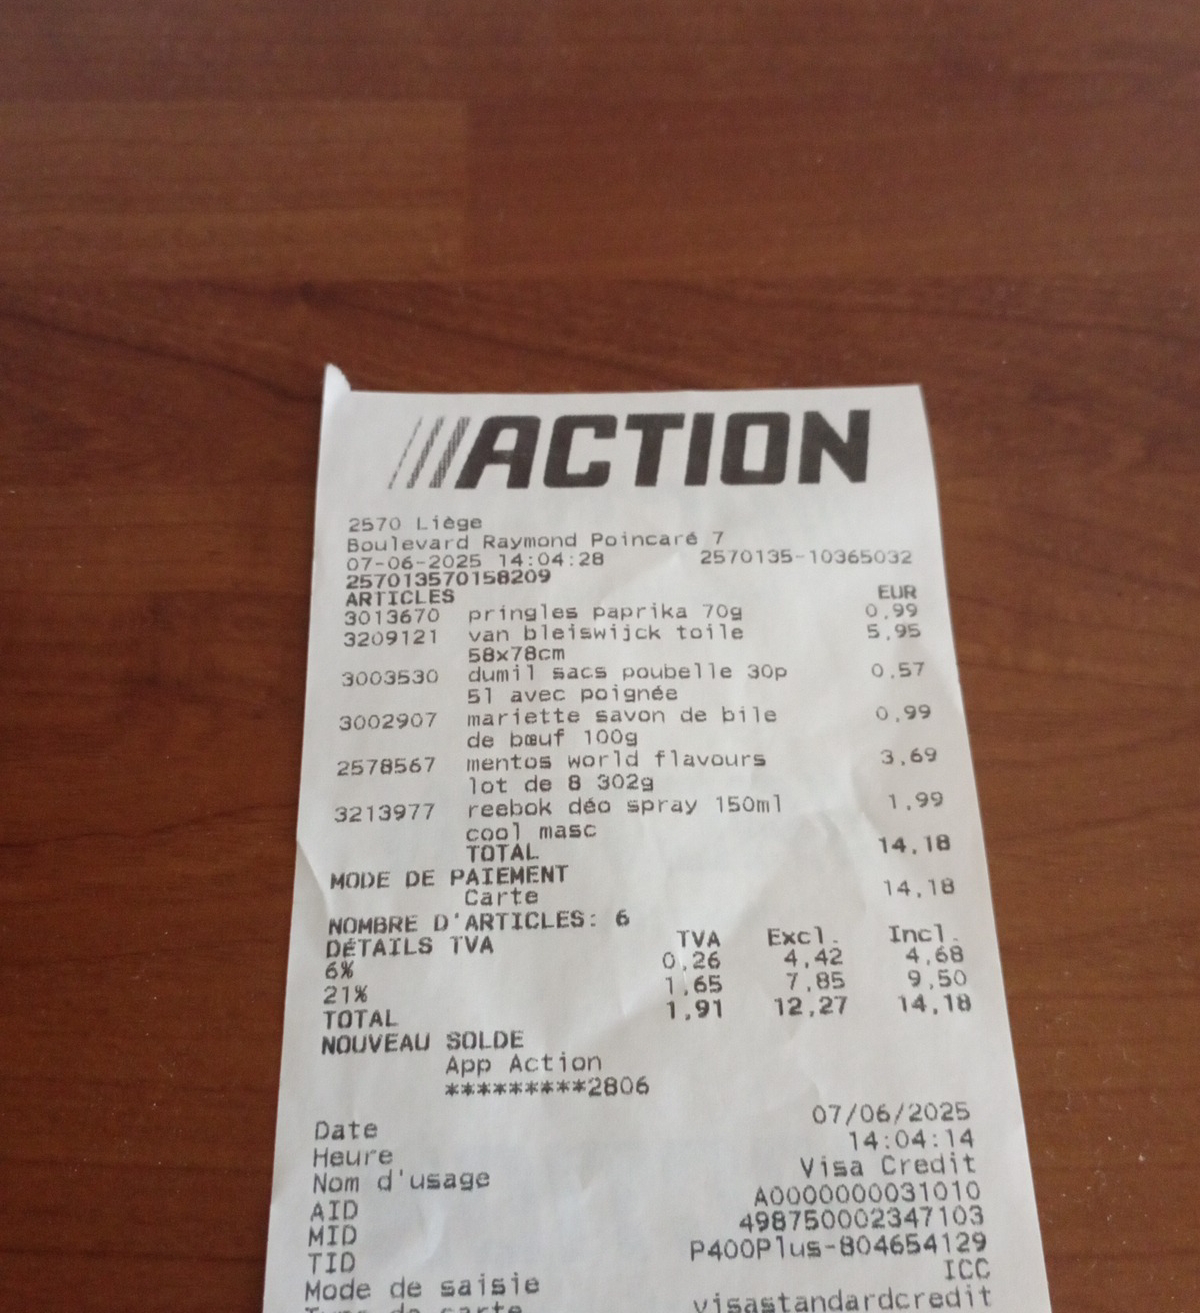 ACTION
2570 Liège
Boulevard Raymond Poincaré 7
07-06-2025 14:04:28 2570135-10365032
257013570158209
ARTICLES EUR
3013670 pringles paprika 70g 0,99
3209121 van bleiswijck toile 5,95
58x78cm
3003530 dumil sacs poubelle 30p 0,57
5l avec poignée
3002907 mariette savon de bile 0,99
de bœuf 100g
2578567 mentos world flavours 3,69
lot de 8 302g
3213977 reebok déo spray 150ml 1,99
cool masc
TOTAL 14,18
MODE DE PAIEMENT
Carte 14,18
NOMBRE D'ARTICLES: 6
DÉTAILS TVA TVA Excl. Incl.
6% 0,26 4,42 4,68
21% 1,65 7,85 9,50
TOTAL 1,91 12,27 14,18
NOUVEAU SOLDE
App Action
*********2806
Date 07/06/2025
Heure 14:04:14
Nom d'usage Visa Credit
AID A0000000031010
MID 498750002347103
TID P400Plus-804654129
Mode de saisie ICC
Type de carte visastandardcredit